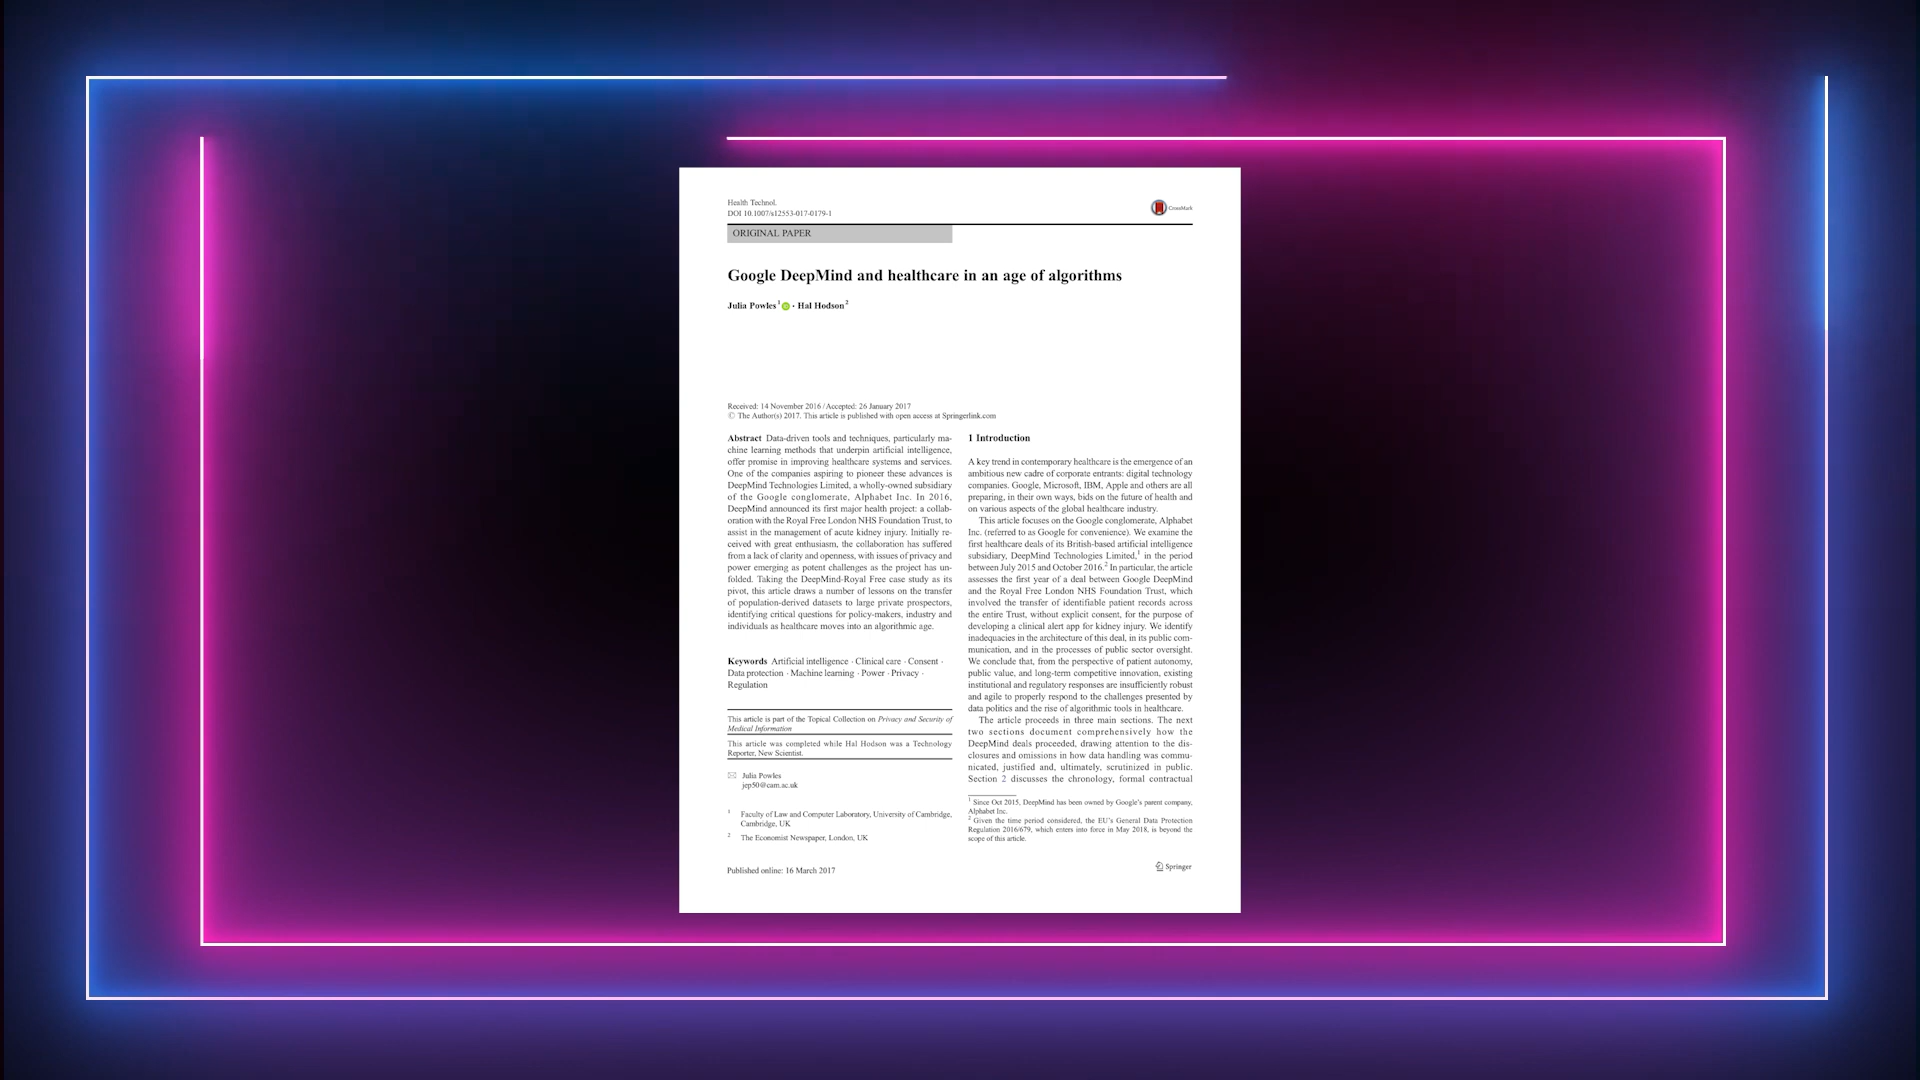 Health Technol.
DOI 10.1007/s12553-017-0179-1
CrossMark
ORIGINAL PAPER
Google DeepMind and healthcare in an age of algorithms
Julia Powles 1 iD · Hal Hodson 2
Received: 14 November 2016 / Accepted: 26 January 2017
© The Author(s) 2017. This article is published with open access at Springerlink.com
Abstract Data-driven tools and techniques, particularly ma-
chine learning methods that underpin artificial intelligence,
offer promise in improving healthcare systems and services.
One of the companies aspiring to pioneer these advances is
DeepMind Technologies Limited, a wholly-owned subsidiary
of the Google conglomerate, Alphabet Inc. In 2016,
DeepMind announced its first major health project: a collab-
oration with the Royal Free London NHS Foundation Trust, to
assist in the management of acute kidney injury. Initially re-
ceived with great enthusiasm, the collaboration has suffered
from a lack of clarity and openness, with issues of privacy and
power emerging as potent challenges as the project has un-
folded. Taking the DeepMind-Royal Free case study as its
pivot, this article draws a number of lessons on the transfer
of population-derived datasets to large private prospectors,
identifying critical questions for policy-makers, industry and
individuals as healthcare moves into an algorithmic age.
Keywords Artificial intelligence · Clinical care · Consent ·
Data protection · Machine learning · Power · Privacy ·
Regulation
This article is part of the Topical Collection on Privacy and Security of
Medical Information
This article was completed while Hal Hodson was a Technology
Reporter, New Scientist.
Julia Powles
jep50@cam.ac.uk
1 Faculty of Law and Computer Laboratory, University of Cambridge,
Cambridge, UK
2 The Economist Newspaper, London, UK
1 Introduction
A key trend in contemporary healthcare is the emergence of an
ambitious new cadre of corporate entrants: digital technology
companies. Google, Microsoft, IBM, Apple and others are all
preparing, in their own ways, bids on the future of health and
on various aspects of the global healthcare industry.
This article focuses on the Google conglomerate, Alphabet
Inc. (referred to as Google for convenience). We examine the
first healthcare deals of its British-based artificial intelligence
subsidiary, DeepMind Technologies Limited,1 in the period
between July 2015 and October 2016.2 In particular, the article
assesses the first year of a deal between Google DeepMind
and the Royal Free London NHS Foundation Trust, which
involved the transfer of identifiable patient records across
the entire Trust, without explicit consent, for the purpose of
developing a clinical alert app for kidney injury. We identify
inadequacies in the architecture of this deal, in its public com-
munication, and in the processes of public sector oversight.
We conclude that, from the perspective of patient autonomy,
public value, and long-term competitive innovation, existing
institutional and regulatory responses are insufficiently robust
and agile to properly respond to the challenges presented by
data politics and the rise of algorithmic tools in healthcare.
The article proceeds in three main sections. The next
two sections document comprehensively how the
DeepMind deals proceeded, drawing attention to the dis-
closures and omissions in how data handling was commu-
nicated, justified and, ultimately, scrutinized in public.
Section 2 discusses the chronology, formal contractual
1 Since Oct 2015, DeepMind has been owned by Google's parent company,
Alphabet Inc.
2 Given the time period considered, the EU's General Data Protection
Regulation 2016/679, which enters into force in May 2018, is beyond the
scope of this article.
Published online: 16 March 2017
Springer